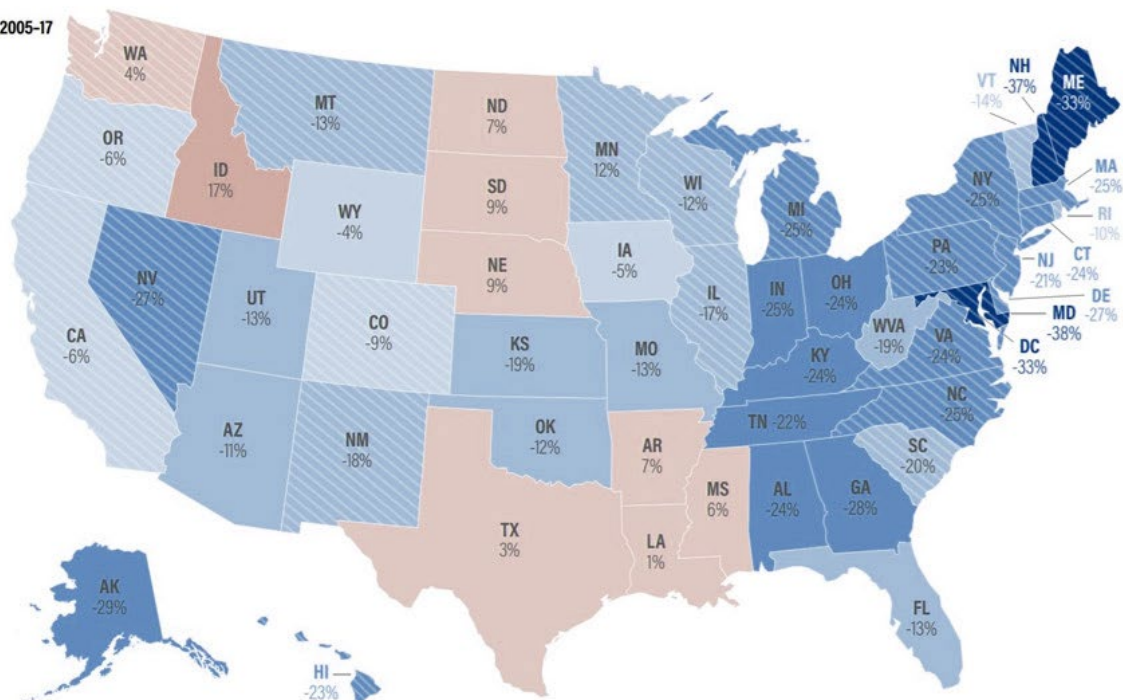 2005-17
WA
4%
OR
-6%
CA
-6%
ID
17%
NV
-27%
MT
-13%
WY
-4%
UT
-13%
AZ
-11%
CO
-9%
NM
-18%
ND
7%
SD
9%
NE
9%
KS
-19%
OK
-12%
TX
3%
MN
12%
IA
-5%
MO
-13%
AR
7%
LA
1%
WI
-12%
IL
-17%
MS
6%
MI
-25%
IN
-25%
OH
-24%
KY
-24%
TN -22%
AL
-24%
GA
-28%
FL
-13%
SC
-20%
NC
-25%
VA
-24%
WVA
-19%
PA
-23%
NY
-25%
VT
-14%
NH
-37%
ME
-33%
MA
-25%
RI
-10%
CT
-24%
NJ
-21%
DE
-27%
MD
-38%
DC
-33%
AK
-29%
HI
-23%